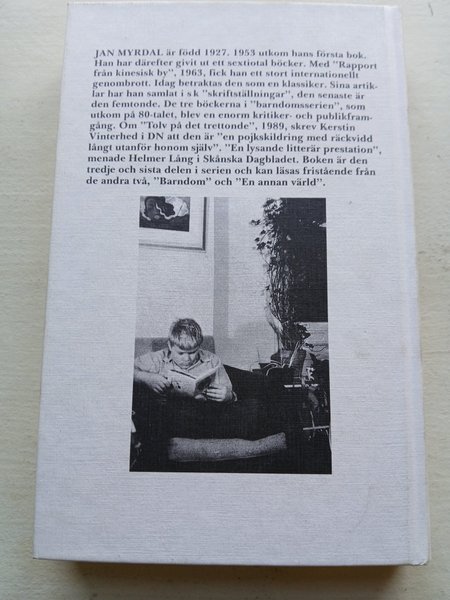 JAN MYRDAL är född 1927. 1953 utkom hans första bok.
Han har därefter givit ut ett sextiotal böcker. Med ”Rapport
från kinesisk by”, 1963, fick han ett stort internationellt
genombrott. Idag betraktas den som en klassiker. Sina artik-
lar har han samlat i s k ”skriftställningar”, den senaste är
den femtonde. De tre böckerna i ”barndomsserien”, som
utkom på 80-talet, blev en enorm kritiker- och publikfram-
gång. Om ”Tolv på det trettonde”, 1989, skrev Kerstin
Vinterhed i DN att den är ”en pojkskildring med räckvidd
långt utanför honom själv”. ”En lysande litterär prestation”,
menade Helmer Lång i Skånska Dagbladet. Boken är den
tredje och sista delen i serien och kan läsas fristående från
de andra två, ”Barndom” och ”En annan värld”.